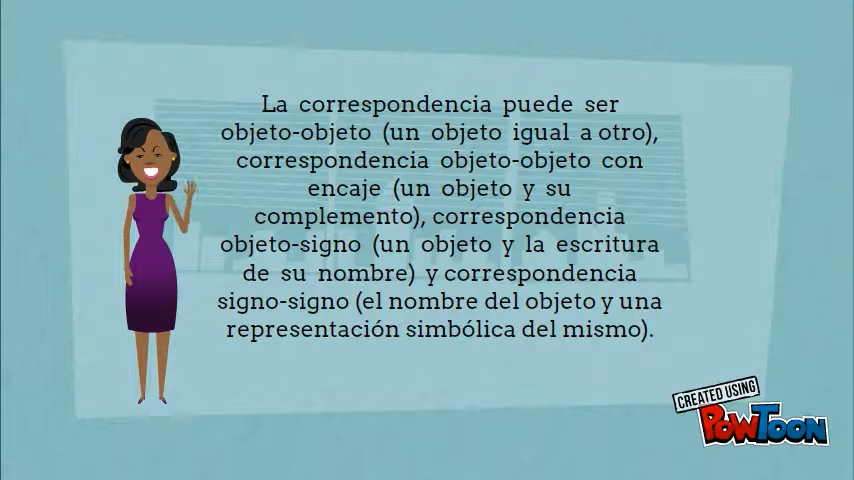 La correspondencia puede ser
objeto-objeto (un objeto igual a otro),
correspondencia objeto-objeto con
encaje (un objeto y su
complemento), correspondencia
objeto-signo (un objeto y la escritura
de su nombre) y correspondencia
signo-signo (el nombre del objeto y una
representación simbólica del mismo).
CREATED USING
POWTOON